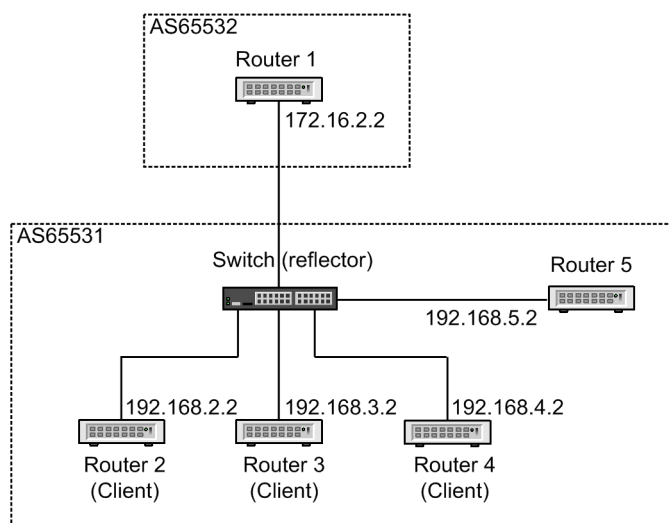 AS65532
Router 1
172.16.2.2
AS65531
Switch (reflector)
Router 5
192.168.5.2
192.168.2.2
192.168.3.2
192.168.4.2
Router 2
(Client)
Router 3
(Client)
Router 4
(Client)